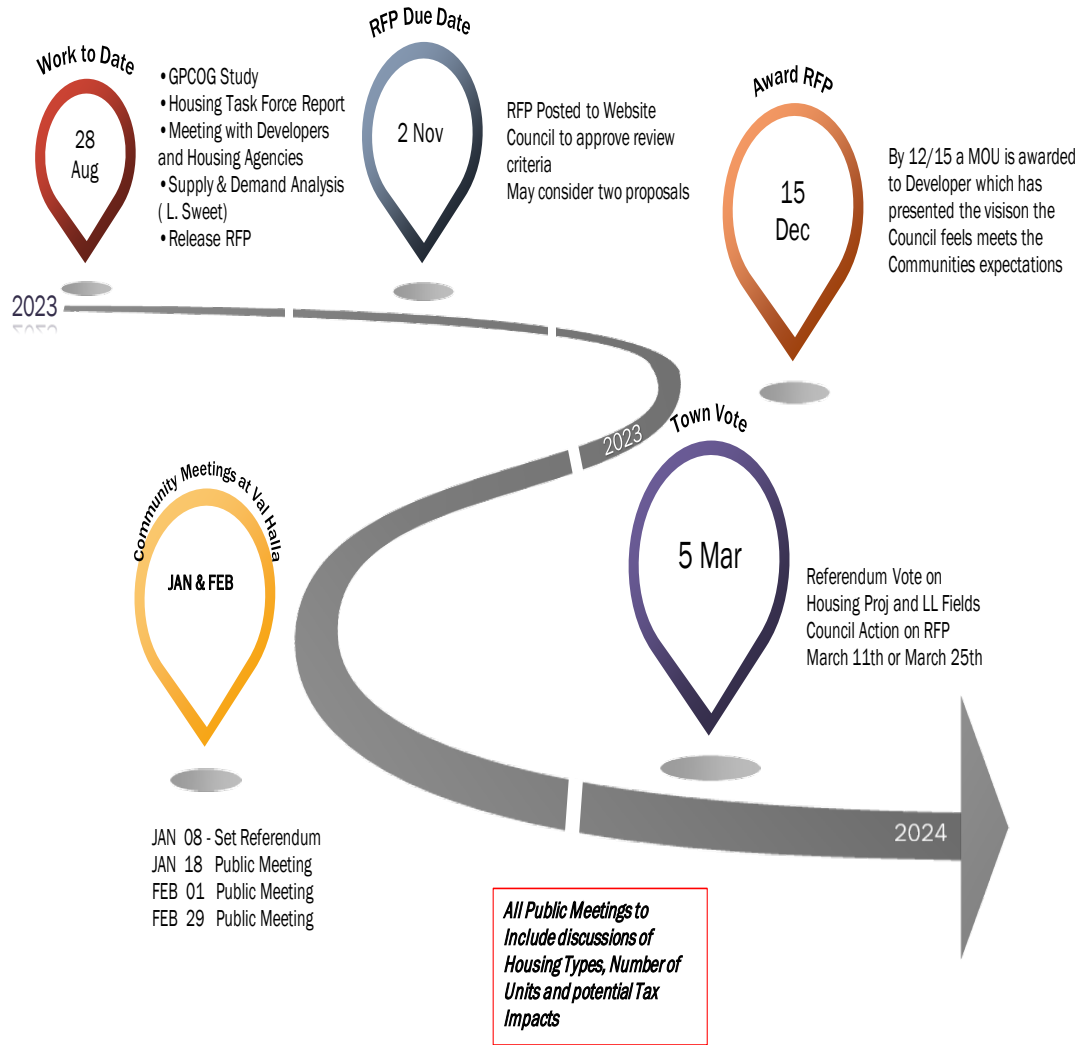 Work to Date
28
Aug
•GPCOG Study
•Housing Task Force Report
•Meeting with Developers
and Housing Agencies
•Supply & Demand Analysis
( L. Sweet)
•Release RFP
RFP Due Date
2 Nov
RFP Posted to Website
Council to approve review
criteria
May consider two proposals
Award RFP
15
Dec
By 12/15 a MOU is awarded
to Developer which has
presented the visison the
Council feels meets the
Communities expectations
2023
2023
Town Vote
5 Mar
Referendum Vote on
Housing Proj and LL Fields
Council Action on RFP
March 11th or March 25th
Community Meetings at Val Halla
JAN & FEB
JAN 08 - Set Referendum
JAN 18 Public Meeting
FEB 01 Public Meeting
FEB 29 Public Meeting
2024
All Public Meetings to
Include discussions of
Housing Types, Number of
Units and potential Tax
Impacts